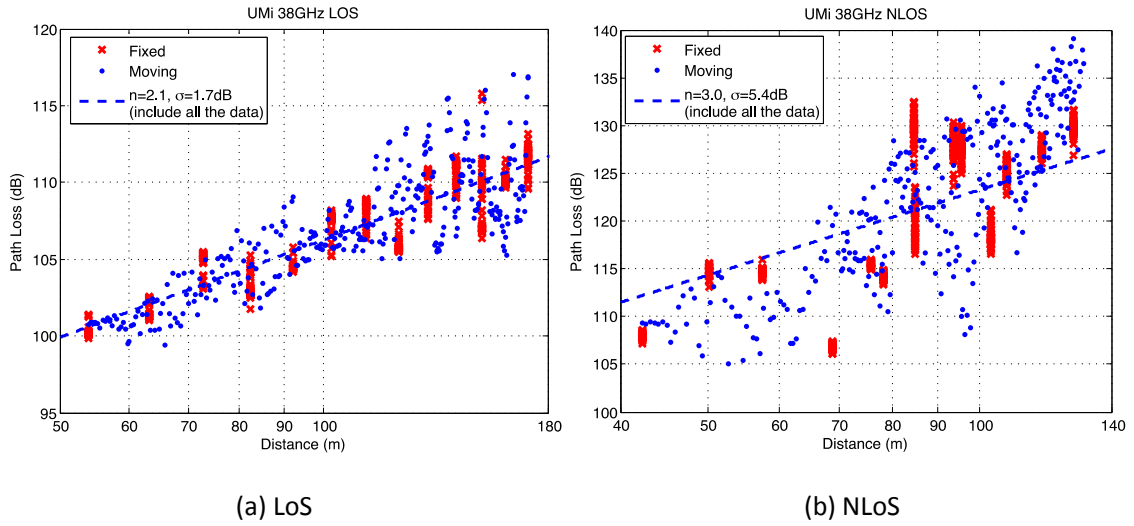 UMi 38GHz LOS
120
115
110
105
100
95
Path Loss (dB)
Fixed
Moving
n=2.1, σ=1.7dB
(include all the data)
50 60 70 80 90 100 180
Distance (m)
(a) LoS
UMi 38GHz NLOS
140
135
130
125
120
115
110
105
100
Path Loss (dB)
Fixed
Moving
n=3.0, σ=5.4dB
(include all the data)
40 50 60 70 80 90 100 140
Distance (m)
(b) NLoS